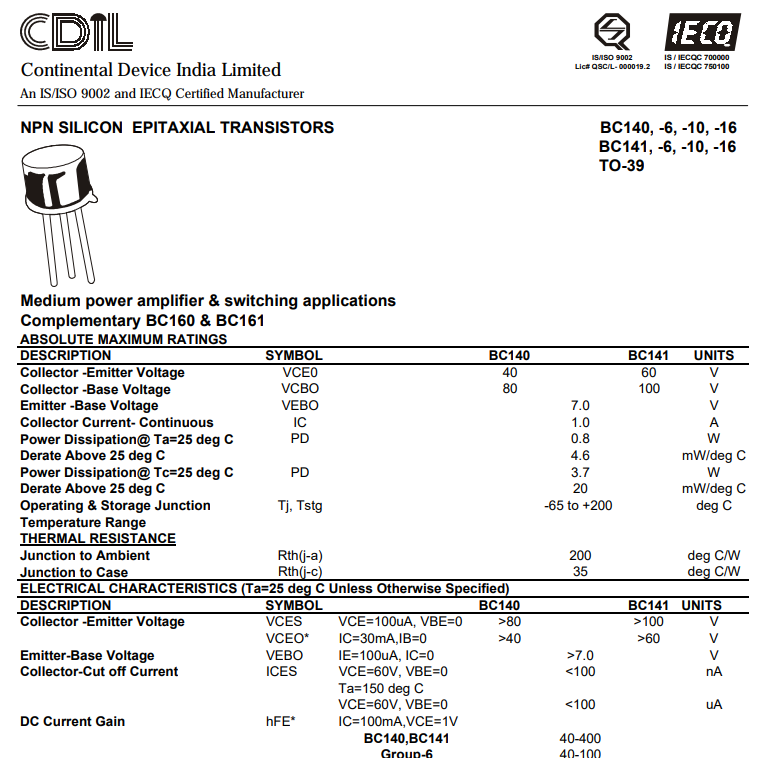 CDIL
IS/ISO 9002
Lic# QSC/L- 000019.2
IECQ
IS / IECQC 700000
IS / IECQC 750100
Continental Device India Limited
An IS/ISO 9002 and IECQ Certified Manufacturer
NPN SILICON EPITAXIAL TRANSISTORS BC140, -6, -10, -16
BC141, -6, -10, -16
TO-39
Medium power amplifier & switching applications
Complementary BC160 & BC161
ABSOLUTE MAXIMUM RATINGS
DESCRIPTION SYMBOL BC140 BC141 UNITS
Collector -Emitter Voltage VCE0 40 60 V
Collector -Base Voltage VCBO 80 100 V
Emitter -Base Voltage VEBO 7.0 V
Collector Current- Continuous IC 1.0 A
Power Dissipation@ Ta=25 deg C PD 0.8 W
Derate Above 25 deg C 4.6 mW/deg C
Power Dissipation@ Tc=25 deg C PD 3.7 W
Derate Above 25 deg C 20 mW/deg C
Operating & Storage Junction Tj, Tstg -65 to +200 deg C
Temperature Range
THERMAL RESISTANCE
Junction to Ambient Rth(j-a) 200 deg C/W
Junction to Case Rth(j-c) 35 deg C/W
ELECTRICAL CHARACTERISTICS (Ta=25 deg C Unless Otherwise Specified)
DESCRIPTION SYMBOL BC140 BC141 UNITS
Collector -Emitter Voltage VCES VCE=100uA, VBE=0 >80 >100 V
VCEO* IC=30mA,IB=0 >40 >60 V
Emitter-Base Voltage VEBO IE=100uA, IC=0 >7.0 V
Collector-Cut off Current ICES VCE=60V, VBE=0 <100 nA
Ta=150 deg C
VCE=60V, VBE=0 <100 uA
DC Current Gain hFE* IC=100mA,VCE=1V
BC140,BC141 40-400
Group-6 40-100